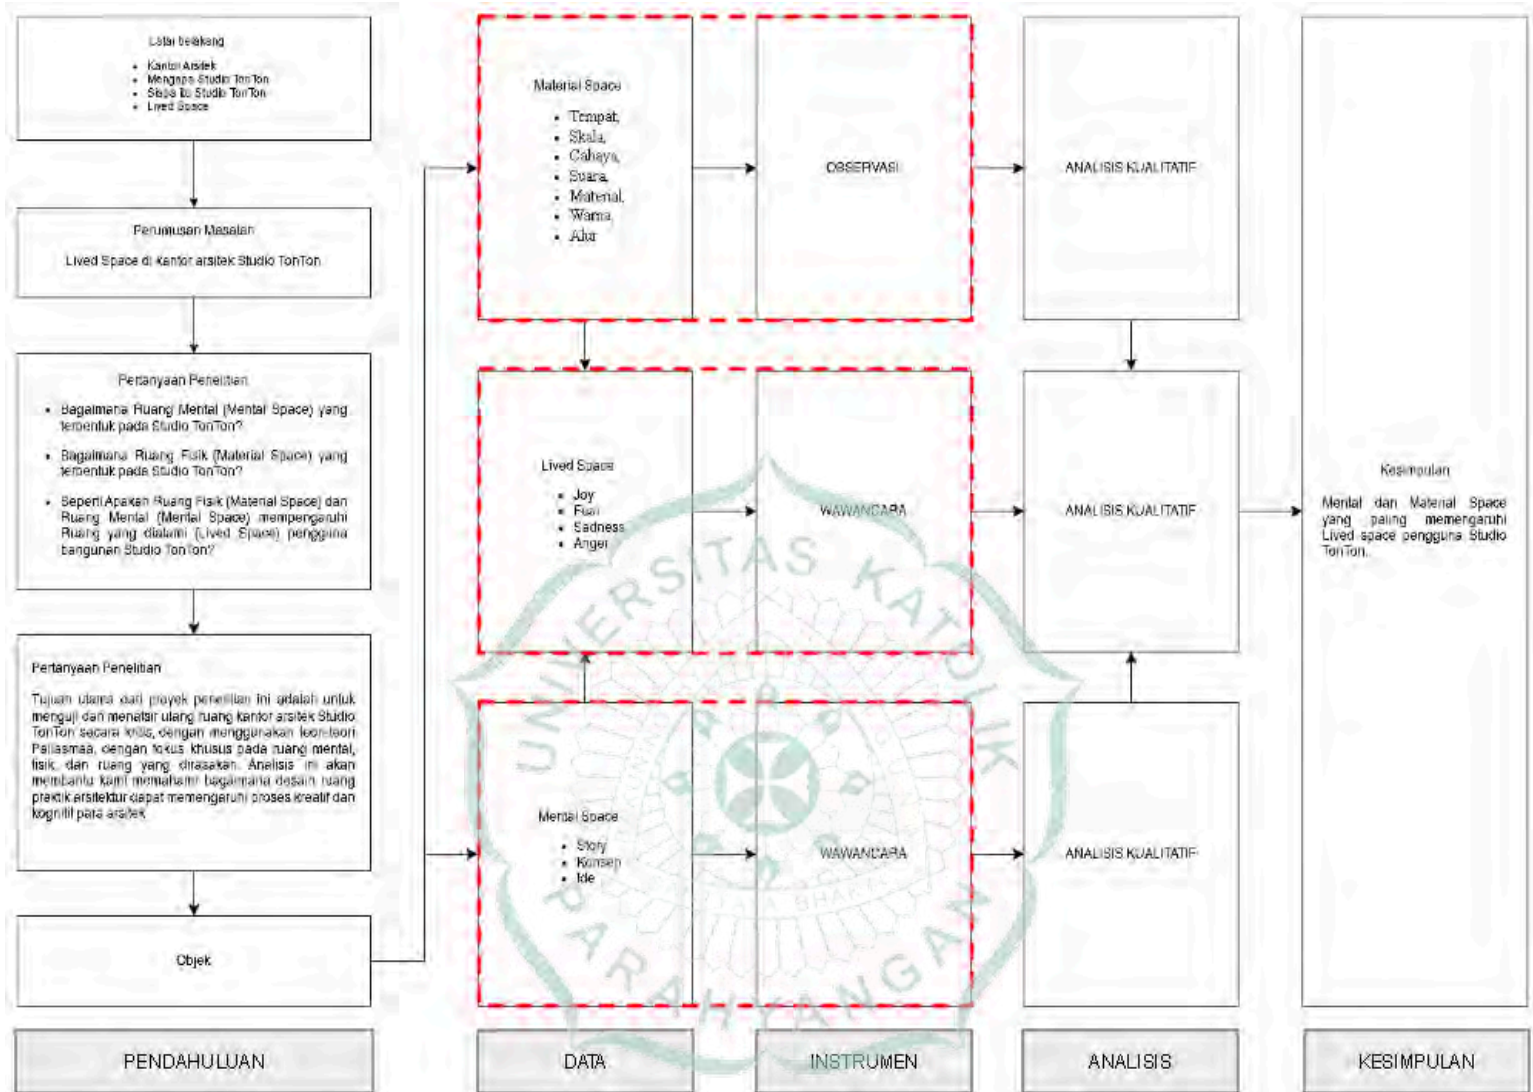 Latar belakang
• Kantor Arsitek
• Mengapa Studio TonTon
• Siapa itu Studio TonTon
• Lived Space
Perumusan Masalah
Lived Space di kantor arsitek Studio TonTon
Pertanyaan Penelitian
• Bagaimana Ruang Mental (Mental Space) yang
terbentuk pada Studio TonTon?
• Bagaimana Ruang Fisik (Material Space) yang
terbentuk pada Studio TonTon?
• Seperti Apakah Ruang Fisik (Material Space) dan
Ruang Mental (Mental Space) mempengaruhi
Ruang yang dialami (Lived Space) pengguna
bangunan Studio TonTon?
Pertanyaan Penelitian
Tujuan utama dari proyek penelitian ini adalah untuk
menguji dan menafsir ulang ruang kantor arsitek Studio
TonTon secara kritis, dengan menggunakan teori-teori
Pallasmaa, dengan fokus khusus pada ruang mental,
fisik, dan ruang yang dirasakan. Analisis ini akan
membantu kami memahami bagaimana desain ruang
praktik arsitektur dapat memengaruhi proses kreatif dan
kognitif para arsitek
Objek
PENDAHULUAN
Material Space
• Tempat,
• Skala,
• Cahaya,
• Suara,
• Material,
• Warna,
• Alur
Lived Space
• Joy
• Fear
• Sadness
• Anger
Mental Space
• Story
• Konsep
• Ide
DATA
OBSERVASI
WAWANCARA
WAWANCARA
INSTRUMEN
ANALISIS KUALITATIF
ANALISIS KUALITATIF
ANALISIS KUALITATIF
ANALISIS
Kesimpulan
Mental dan Material Space
yang paling memengaruhi
Lived space pengguna Studio
TonTon.
KESIMPULAN
UNIVERSITAS KATOLIK
PARAHYANGAN